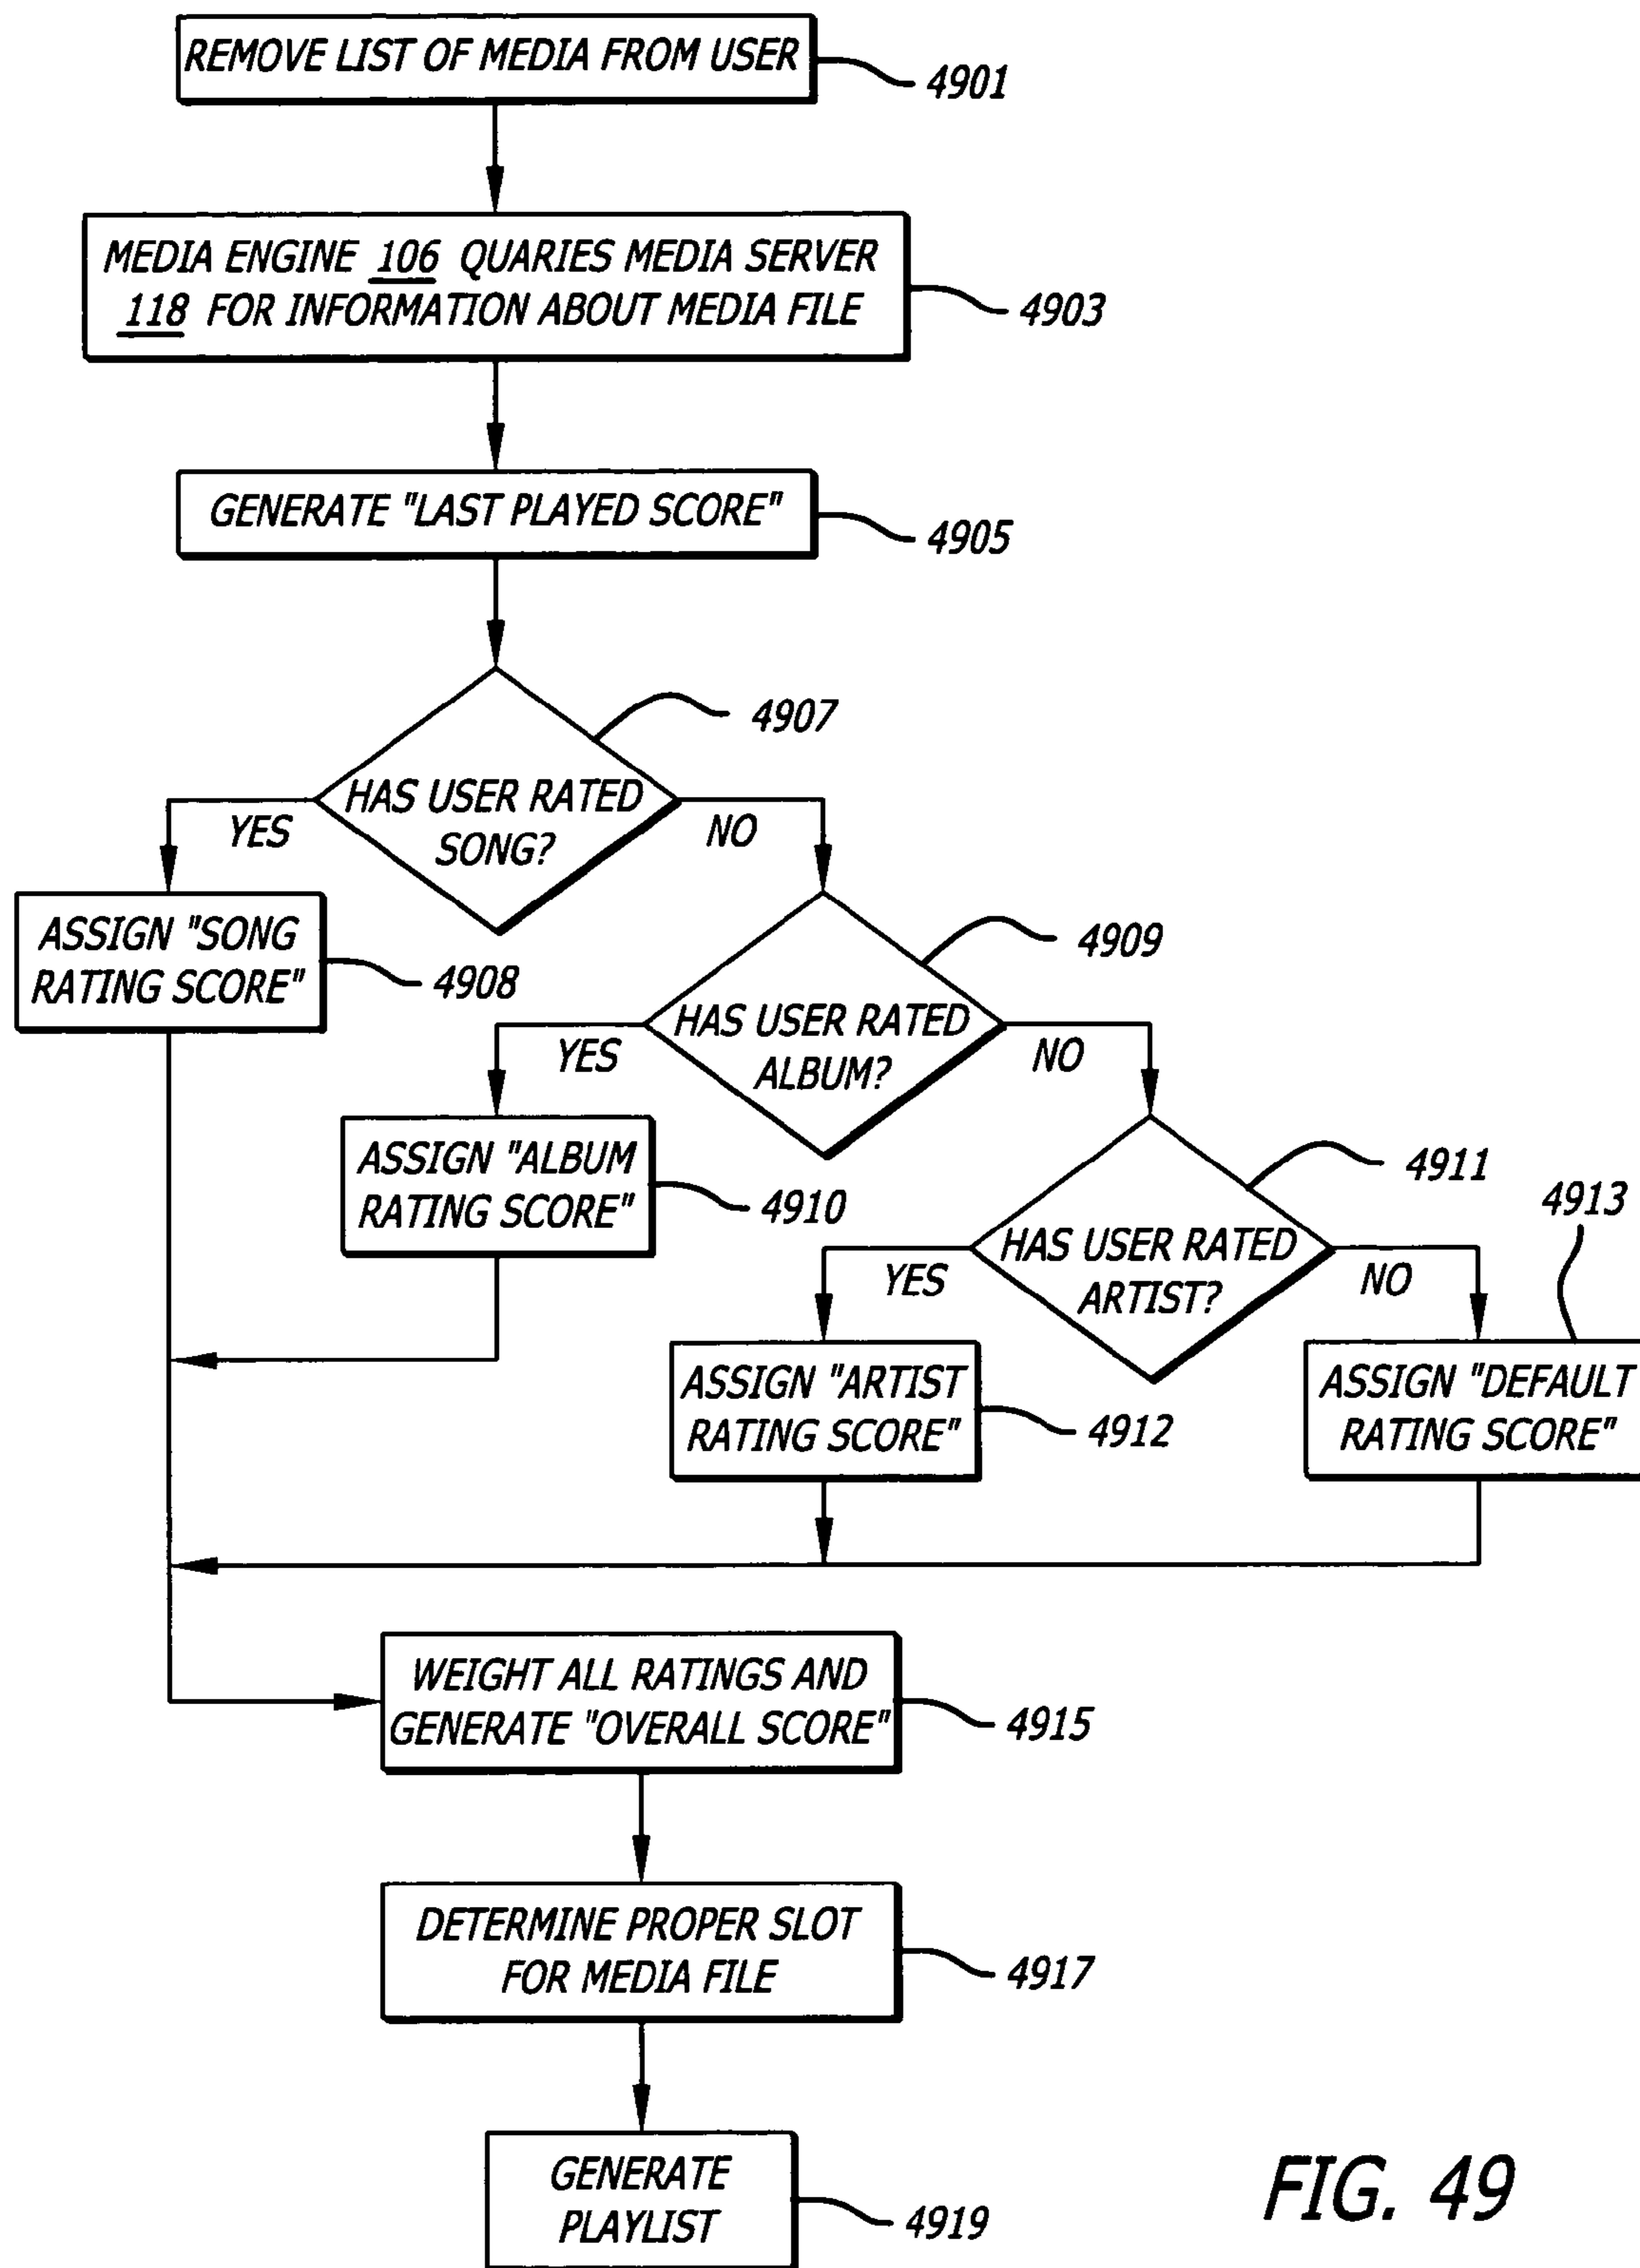 REMOVE LIST OF MEDIA FROM USER
4901
MEDIA ENGINE 106 QUARIES MEDIA SERVER
118 FOR INFORMATION ABOUT MEDIA FILE
4903
GENERATE "LAST PLAYED SCORE"
4905
4907
HAS USER RATED
SONG?
YES
NO
ASSIGN "SONG
RATING SCORE"
4908
4909
HAS USER RATED
ALBUM?
YES
NO
ASSIGN "ALBUM
RATING SCORE"
4910
4911
HAS USER RATED
ARTIST?
YES
NO
4913
ASSIGN "ARTIST
RATING SCORE"
4912
ASSIGN "DEFAULT
RATING SCORE"
WEIGHT ALL RATINGS AND
GENERATE "OVERALL SCORE"
4915
DETERMINE PROPER SLOT
FOR MEDIA FILE
4917
GENERATE
PLAYLIST
4919
FIG. 49